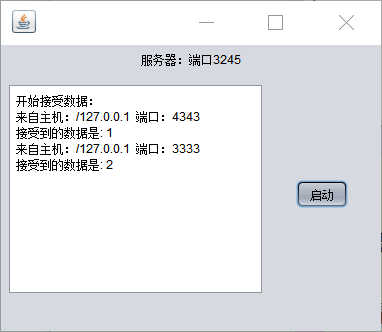 服务器：端口3245
开始接受数据：
来自主机：/127.0.0.1 端口：4343
接受到的数据是: 1
来自主机：/127.0.0.1 端口：3333
接受到的数据是: 2
启动